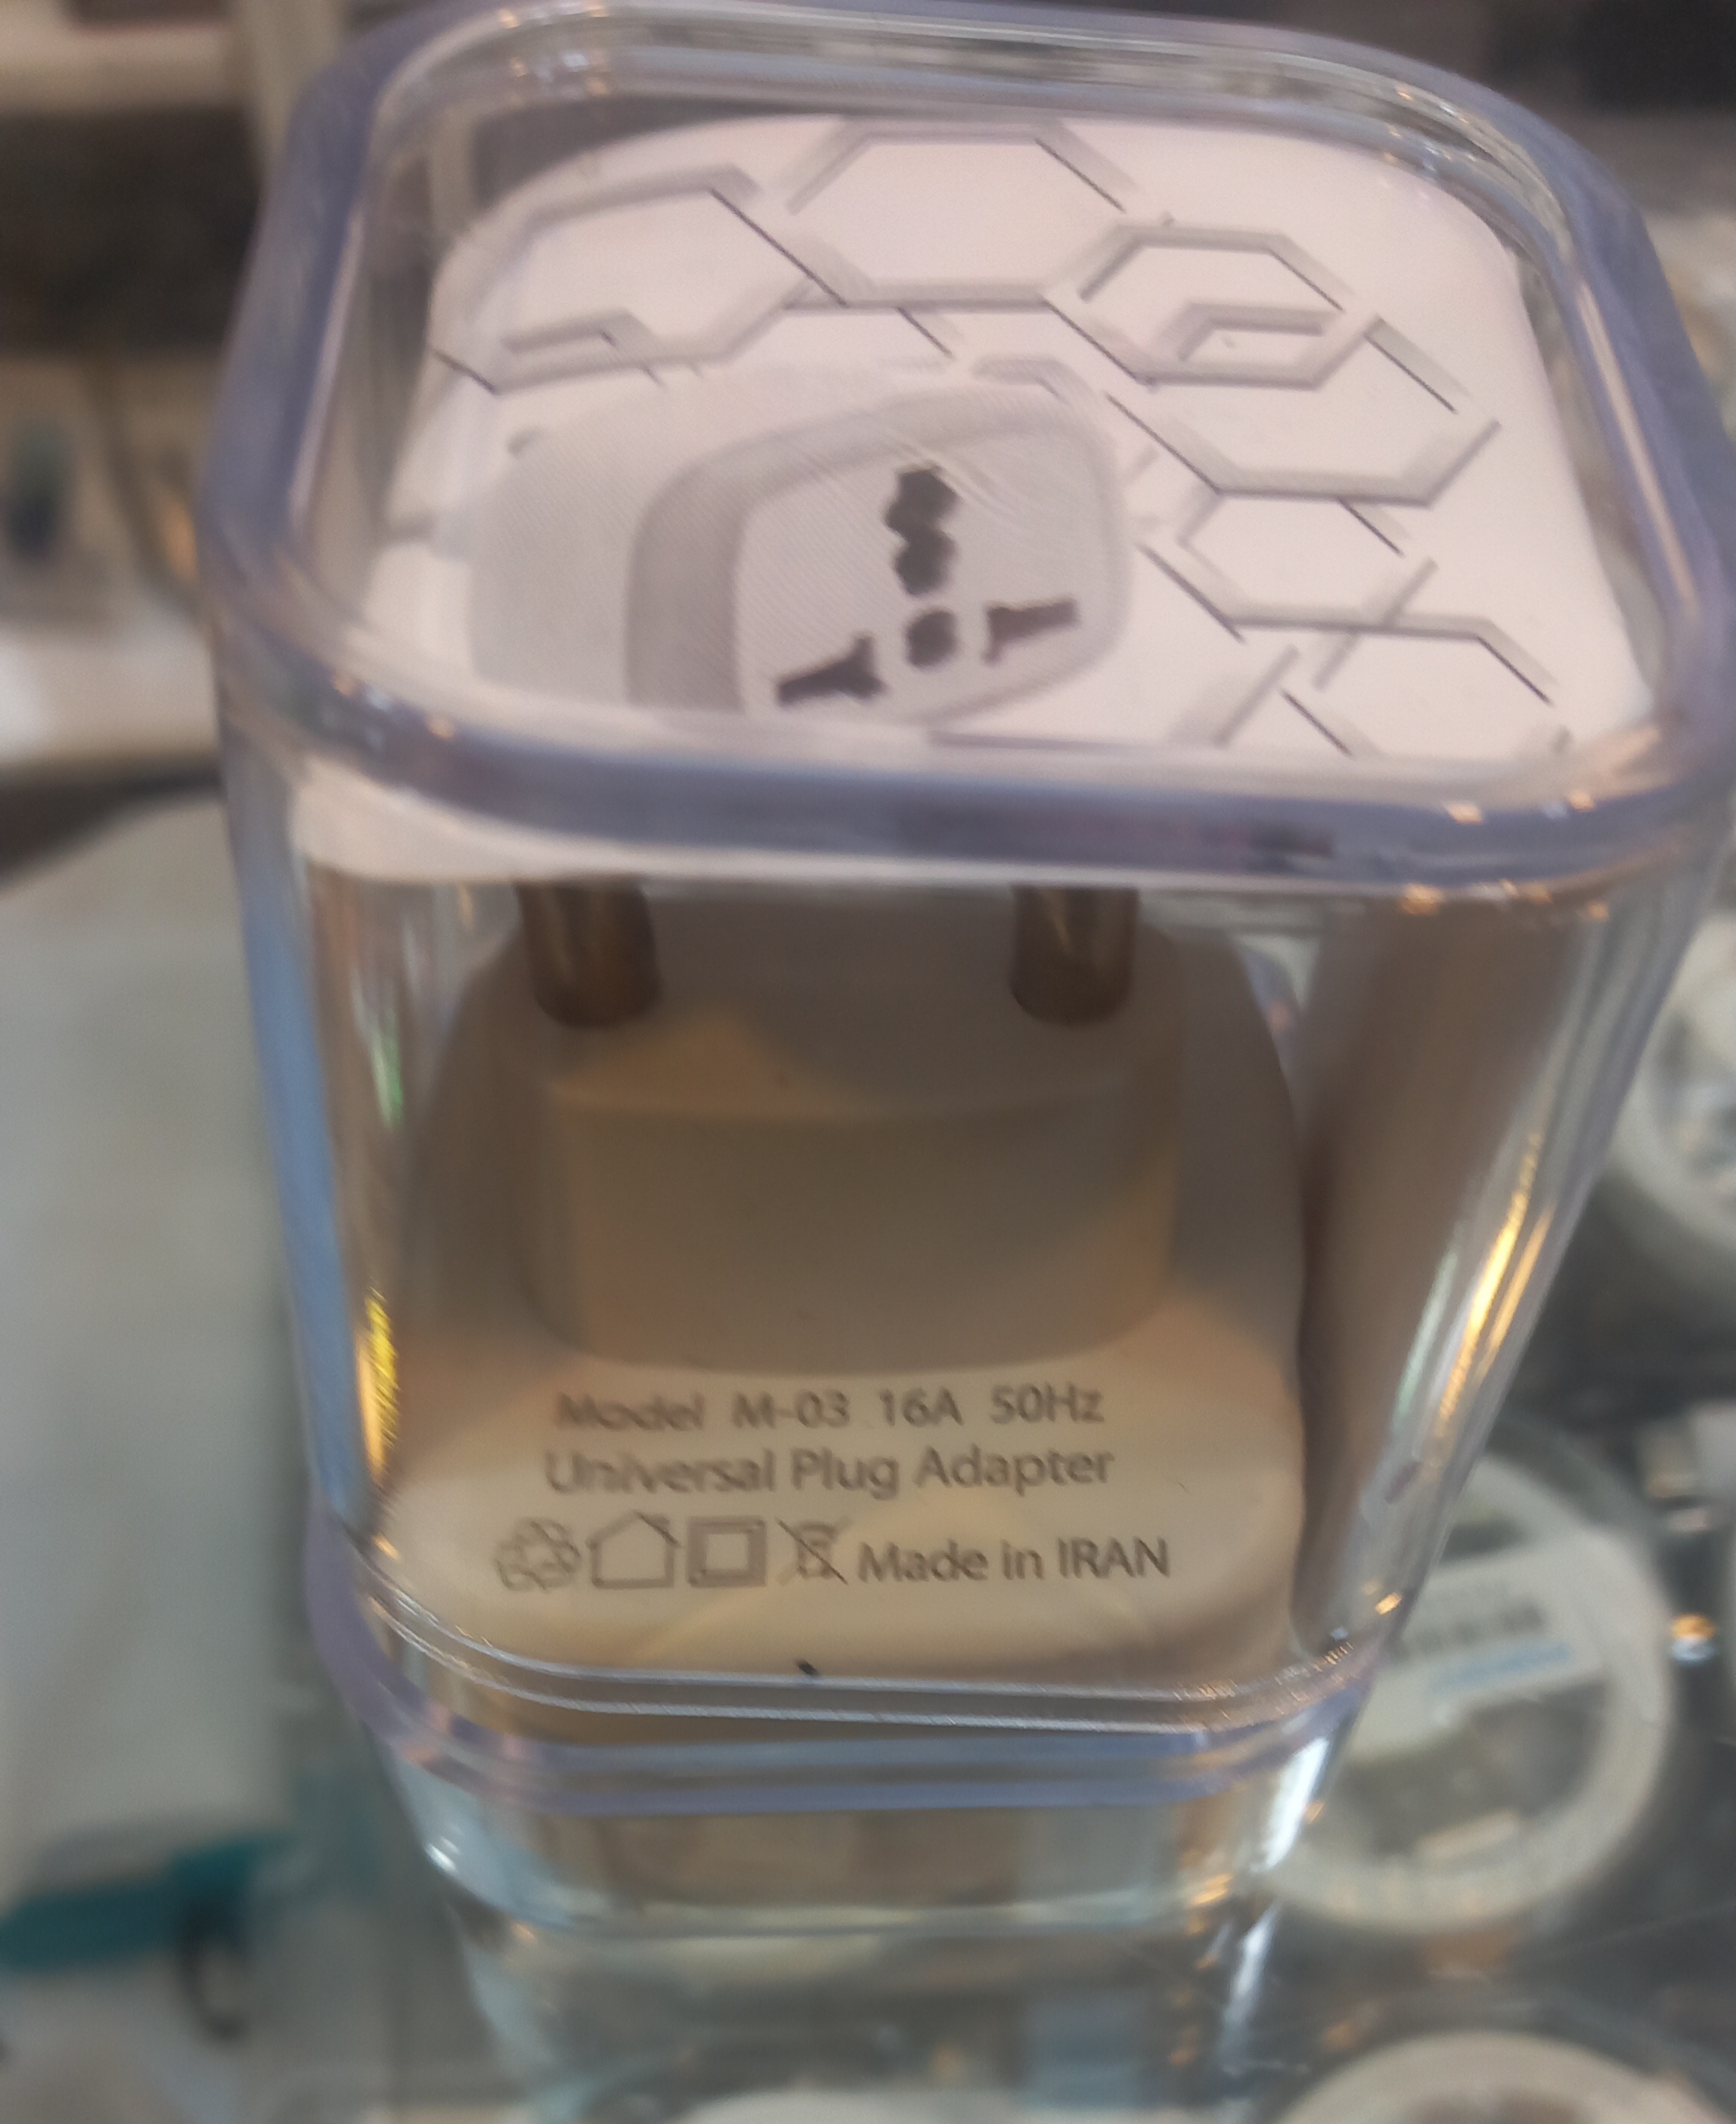 Model M-03 16A 50Hz
Universal Plug Adapter
Made in IRAN